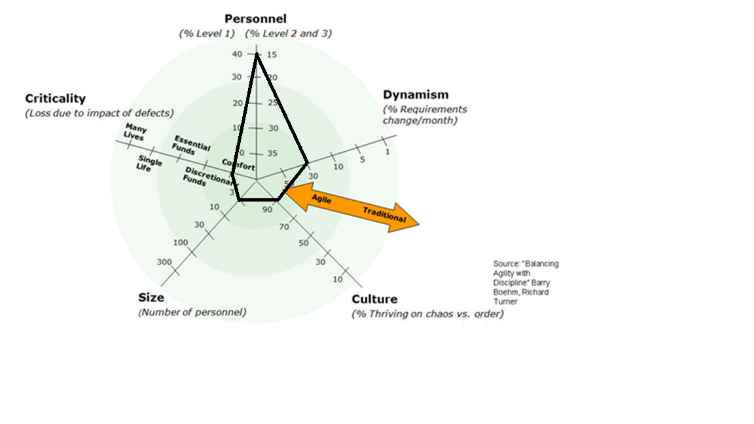 Personnel
(% Level 1) (% Level 2 and 3)
40 15
30 20
20 25
10 30
0 35
Criticality
(Loss due to impact of defects)
Many
Lives
Single
Life
Essential
Funds
Discretionary
Funds
Comfort
Dynamism
(% Requirements
change/month)
1
5
10
30
Agile
Traditional
3
10
30
100
300
90
70
50
30
10
Size
(Number of personnel)
Culture
(% Thriving on chaos vs. order)
Source: "Balancing
Agility with
Discipline" Barry
Boehm, Richard
Turner